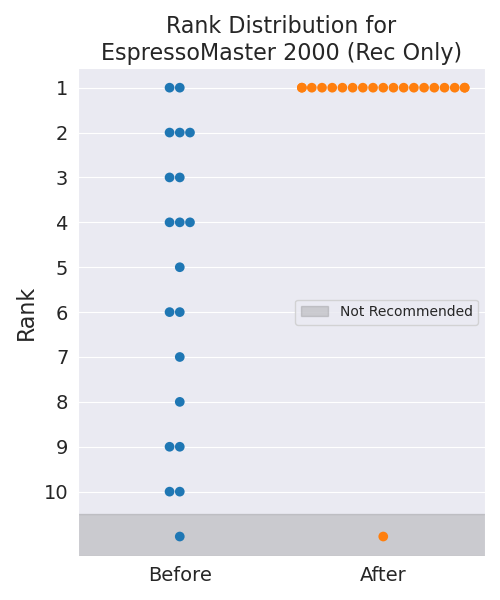 Rank Distribution for
EspressoMaster 2000 (Rec Only)
1
2
3
4
5
6
7
8
9
10
Rank
Not Recommended
Before
After